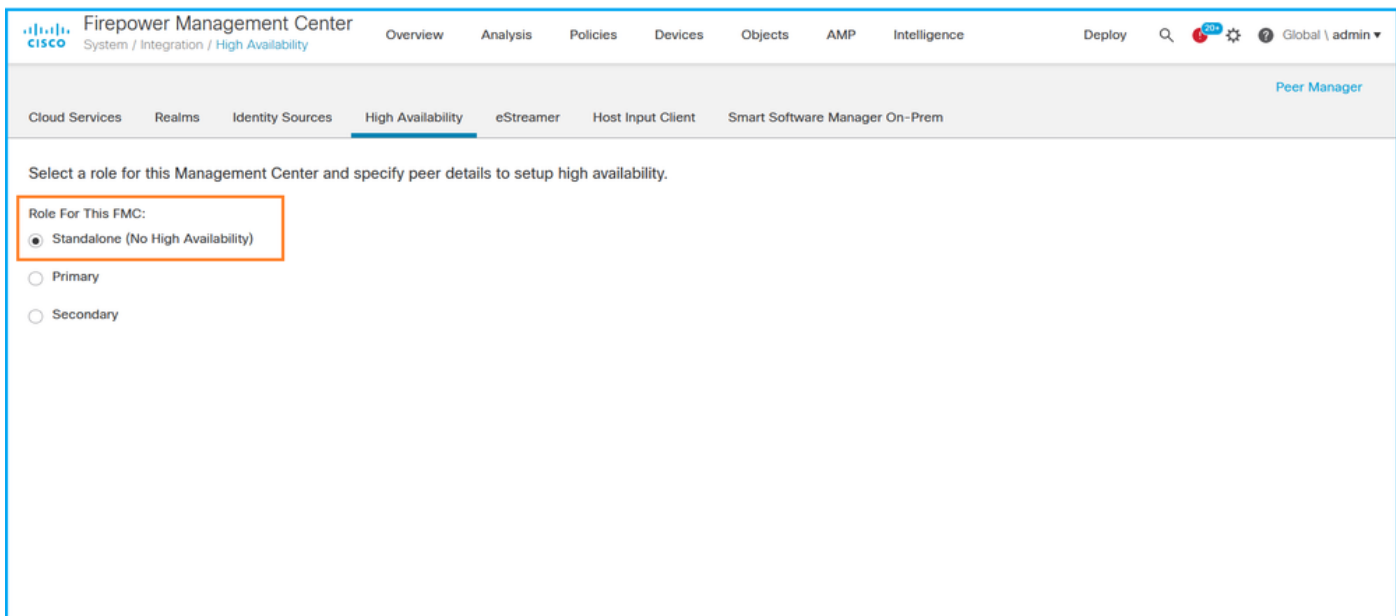 Firepower Management Center
CISCO System / Integration / High Availability
Overview Analysis Policies Devices Objects AMP Intelligence Deploy 20+ Global \ admin
Peer Manager
Cloud Services Realms Identity Sources High Availability eStreamer Host Input Client Smart Software Manager On-Prem
Select a role for this Management Center and specify peer details to setup high availability.
Role For This FMC:
Standalone (No High Availability)
Primary
Secondary